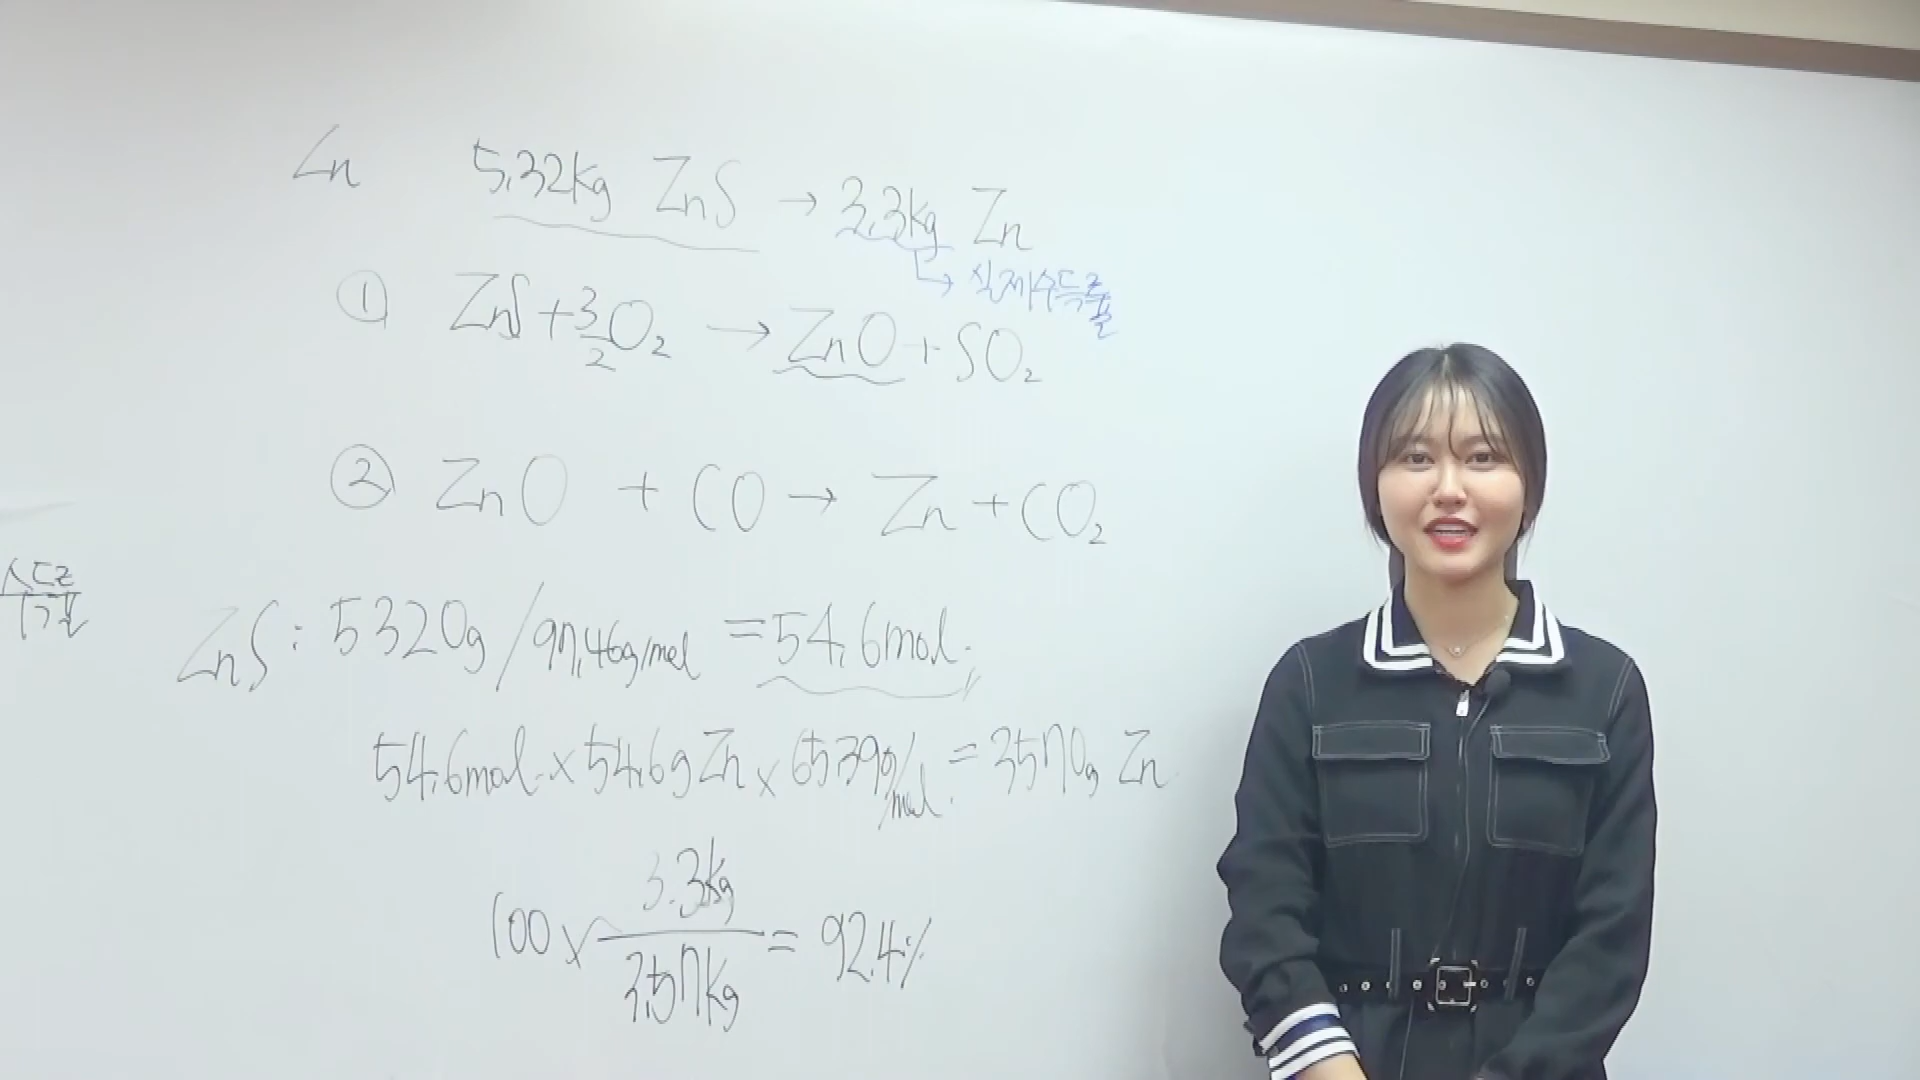 Zn 5.32kg ZnS → 3.3kg Zn
↳ 실제수득률
① ZnS + 3/2 O₂ → ZnO + SO₂
② ZnO + CO → Zn + CO₂
수득률
ZnS : 5320g / 97.46g/mol = 54.6mol.
54.6mol. × 54.6g Zn × 65.39g/mol. = 3570g Zn
100 × 3.3kg / 3.57kg = 92.4%